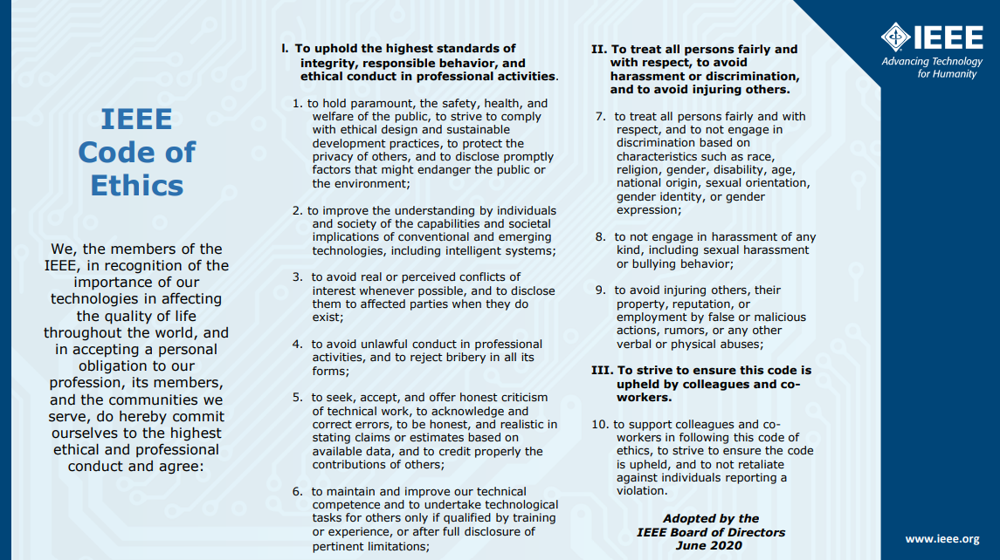 IEEE
Code of
Ethics
We, the members of the
IEEE, in recognition of the
importance of our
technologies in affecting
the quality of life
throughout the world, and
in accepting a personal
obligation to our
profession, its members,
and the communities we
serve, do hereby commit
ourselves to the highest
ethical and professional
conduct and agree:
I. To uphold the highest standards of
integrity, responsible behavior, and
ethical conduct in professional activities.
1. to hold paramount, the safety, health, and
welfare of the public, to strive to comply
with ethical design and sustainable
development practices, to protect the
privacy of others, and to disclose promptly
factors that might endanger the public or
the environment;
2. to improve the understanding by individuals
and society of the capabilities and societal
implications of conventional and emerging
technologies, including intelligent systems;
3. to avoid real or perceived conflicts of
interest whenever possible, and to disclose
them to affected parties when they do
exist;
4. to avoid unlawful conduct in professional
activities, and to reject bribery in all its
forms;
5. to seek, accept, and offer honest criticism
of technical work, to acknowledge and
correct errors, to be honest, and realistic in
stating claims or estimates based on
available data, and to credit properly the
contributions of others;
6. to maintain and improve our technical
competence and to undertake technological
tasks for others only if qualified by training
or experience, or after full disclosure of
pertinent limitations;
II. To treat all persons fairly and
with respect, to avoid
harassment or discrimination,
and to avoid injuring others.
7. to treat all persons fairly and with
respect, and to not engage in
discrimination based on
characteristics such as race,
religion, gender, disability, age,
national origin, sexual orientation,
gender identity, or gender
expression;
8. to not engage in harassment of any
kind, including sexual harassment
or bullying behavior;
9. to avoid injuring others, their
property, reputation, or
employment by false or malicious
actions, rumors, or any other
verbal or physical abuses;
III. To strive to ensure this code is
upheld by colleagues and co-
workers.
10. to support colleagues and co-
workers in following this code of
ethics, to strive to ensure the code
is upheld, and to not retaliate
against individuals reporting a
violation.
Adopted by the
IEEE Board of Directors
June 2020
IEEE
Advancing Technology
for Humanity
www.ieee.org